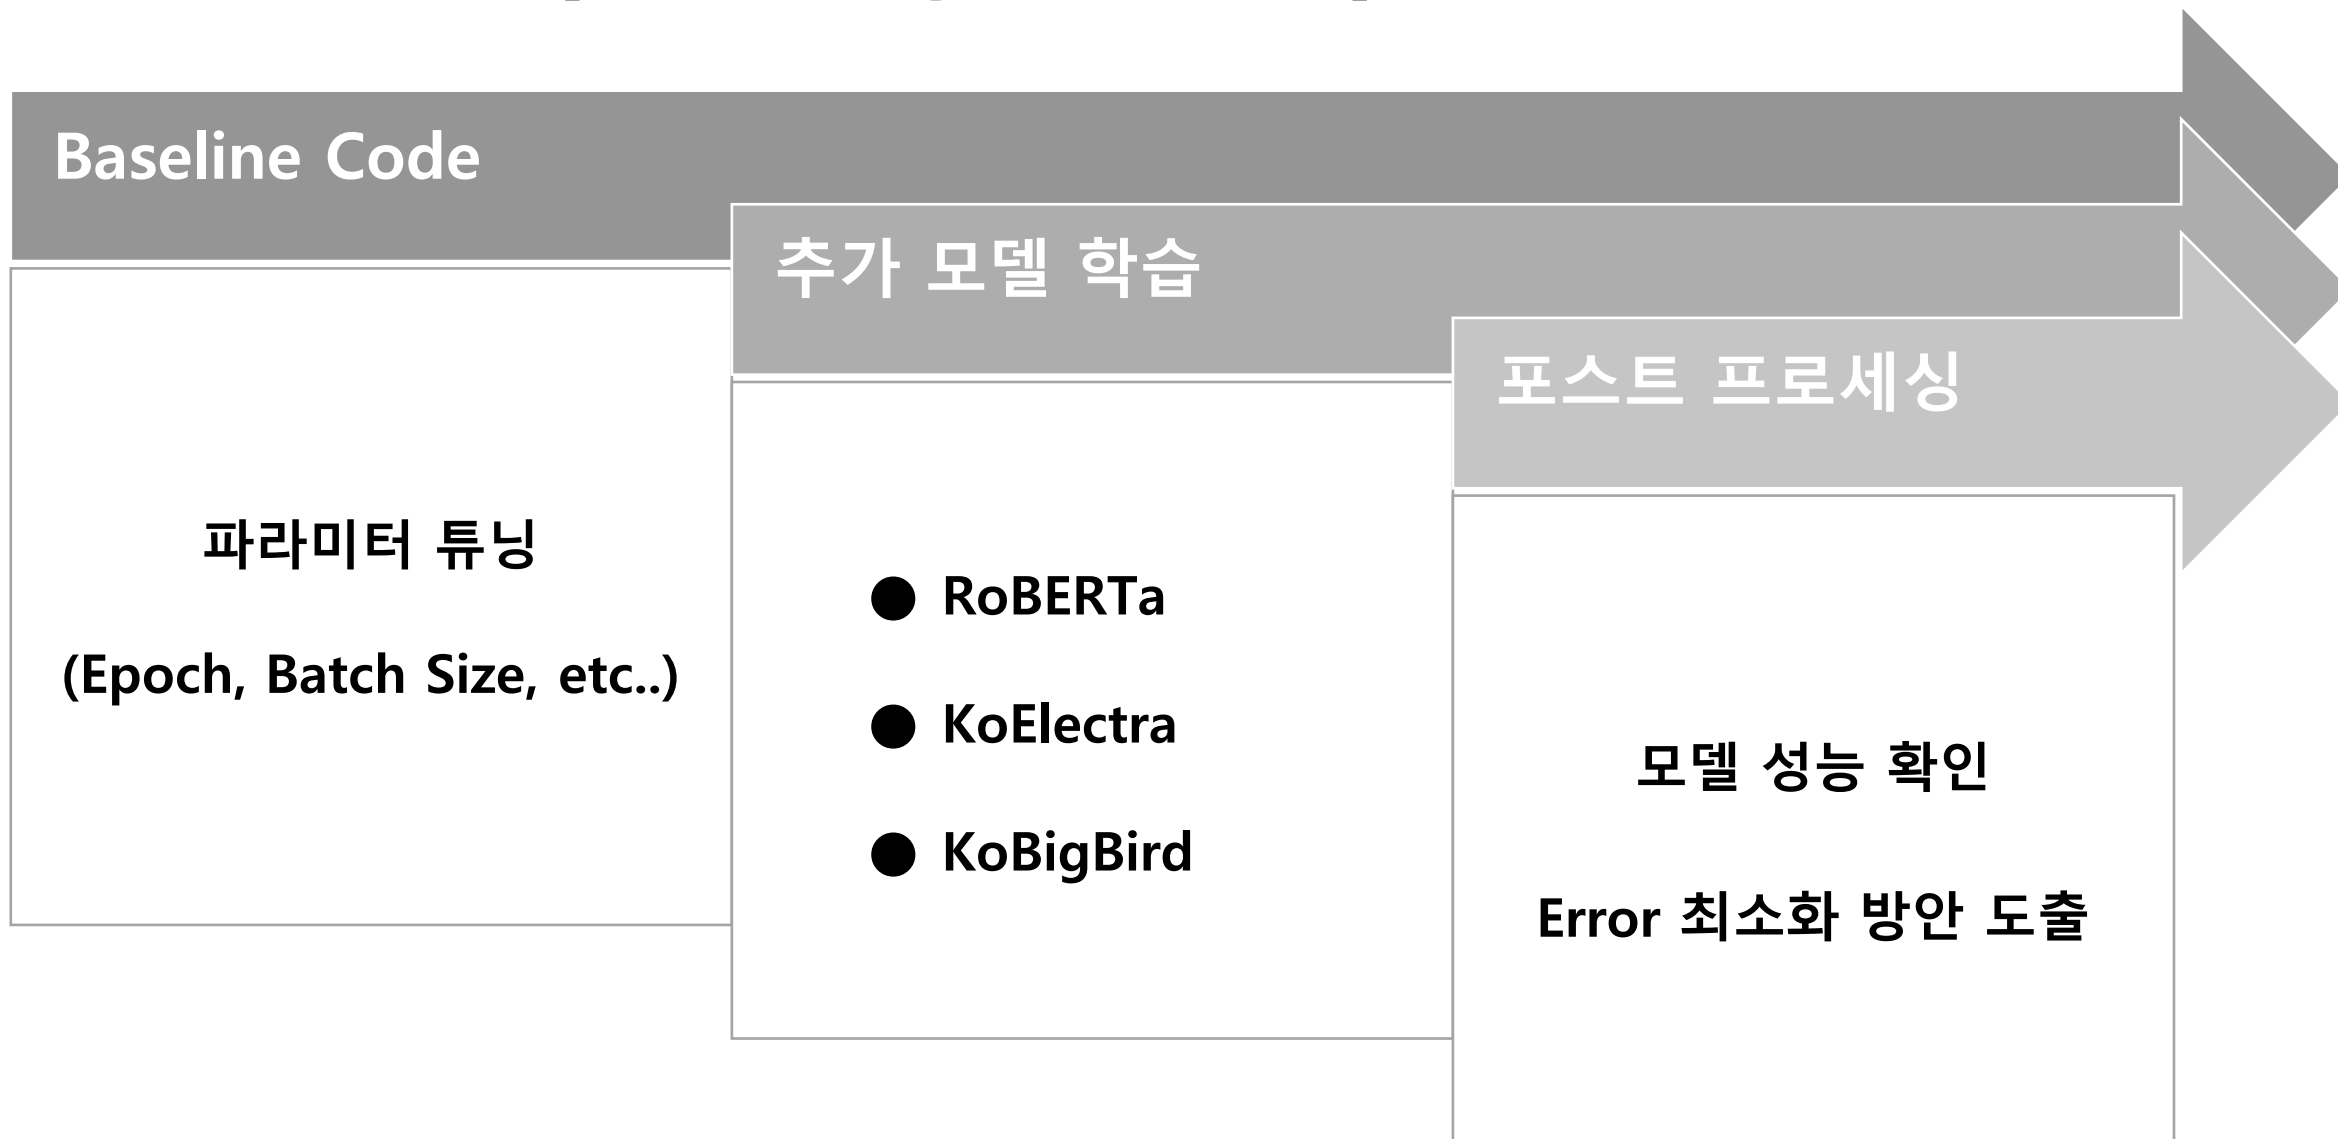 Baseline Code
파라미터 튜닝
(Epoch, Batch Size, etc..)
추가 모델 학습
● RoBERTa
● KoElectra
● KoBigBird
포스트 프로세싱
모델 성능 확인
Error 최소화 방안 도출